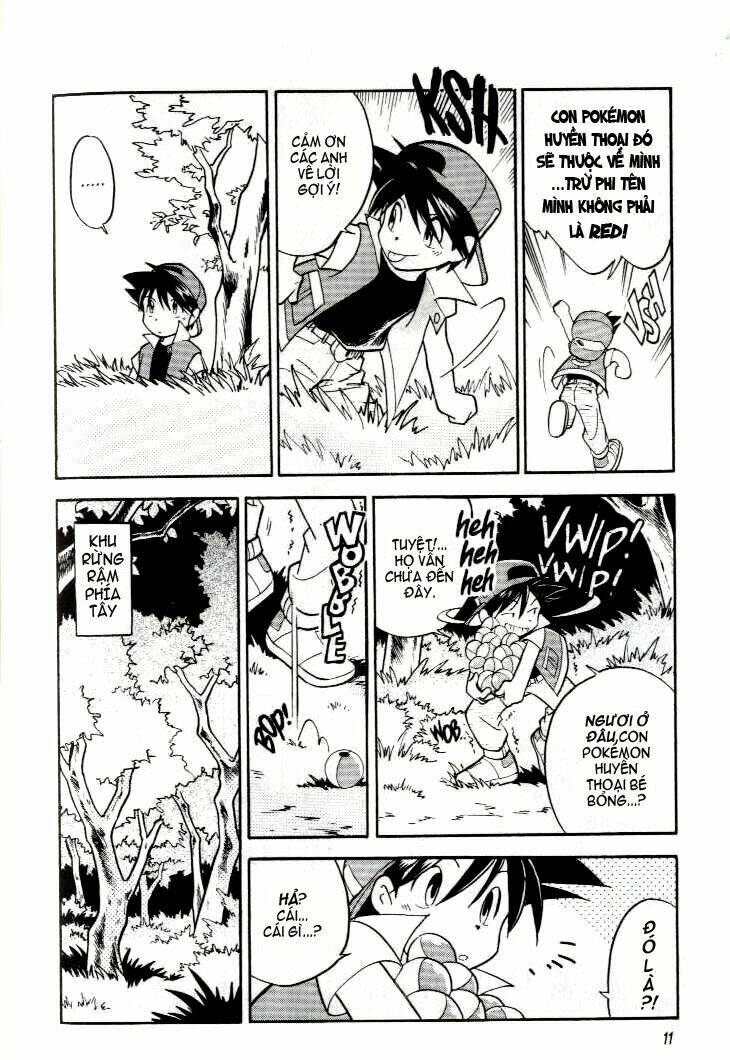 .....
KSH
CẢM ƠN
CÁC ANH
VỀ LỜI
GỢI Ý!
CON POKÉMON
HUYỀN THOẠI ĐÓ
SẼ THUỘC VỀ MÌNH
...TRỪ PHI TÊN
MÌNH KHÔNG PHẢI
LÀ RED!
VSH
VSH
KHU
RỪNG
RẬM
PHÍA
TÂY
WOBBLE
BOP!
TUYỆT!...
HỌ VẪN
CHƯA ĐẾN
ĐÂY.
heh
heh
heh
VWIP!
VWIP!
WOB
NGƯƠI Ở
ĐÂU,CON
POKÉMON
HUYỀN
THOẠI BÉ
BỎNG...?
HẢ?
CÁI...
CÁI GÌ...?
ĐÓ LÀ?!
11